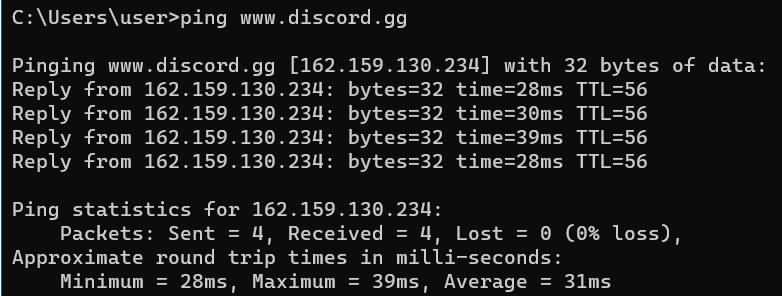 C:\Users\user>ping www.discord.gg
Pinging www.discord.gg [162.159.130.234] with 32 bytes of data:
Reply from 162.159.130.234: bytes=32 time=28ms TTL=56
Reply from 162.159.130.234: bytes=32 time=30ms TTL=56
Reply from 162.159.130.234: bytes=32 time=39ms TTL=56
Reply from 162.159.130.234: bytes=32 time=28ms TTL=56
Ping statistics for 162.159.130.234:
Packets: Sent = 4, Received = 4, Lost = 0 (0% loss),
Approximate round trip times in milli-seconds:
Minimum = 28ms, Maximum = 39ms, Average = 31ms